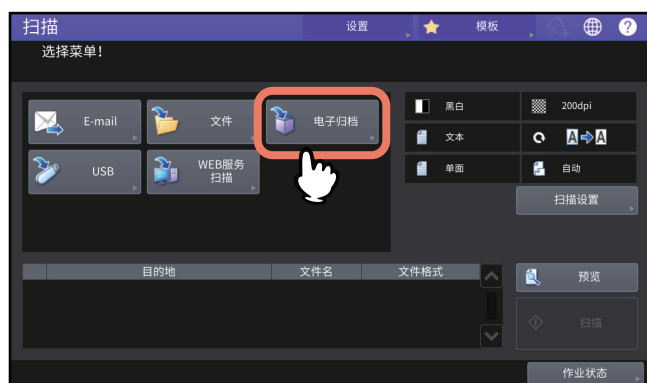 扫描
设置
模板
?
选择菜单!
E-mail
文件
电子归档
USB
WEB服务
扫描
黑白
200dpi
文本
A A
单面
自动
扫描设置
目的地
文件名
文件格式
预览
扫描
作业状态